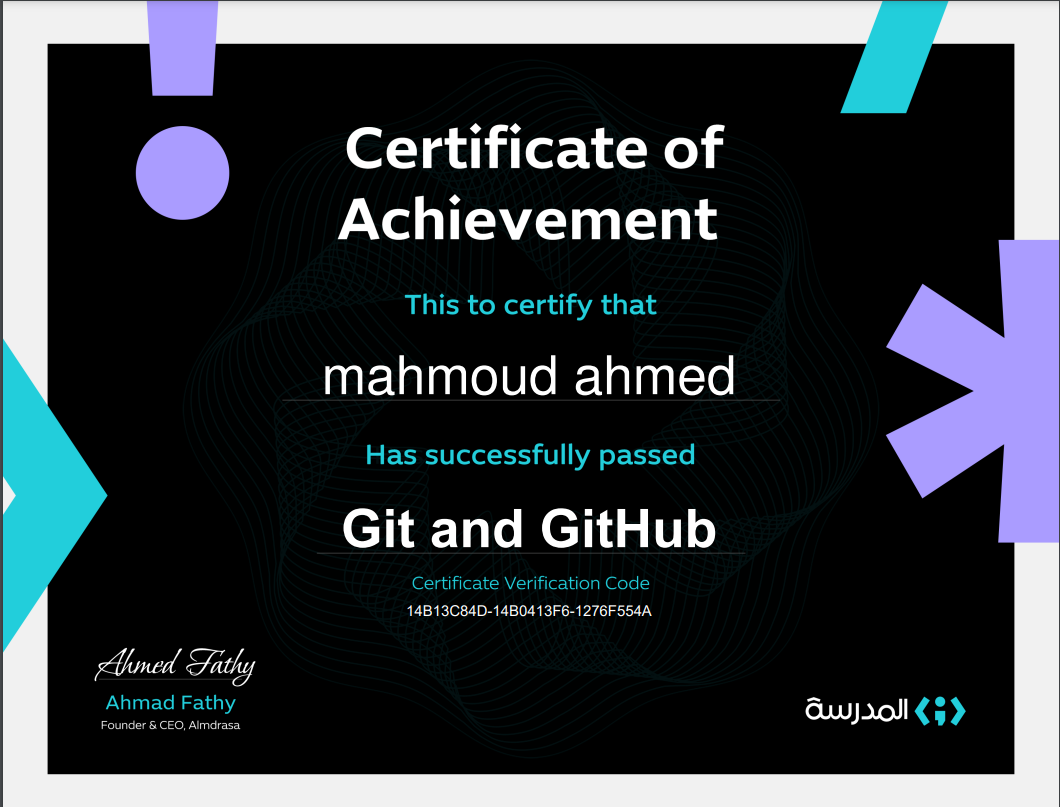 Certificate of
Achievement
This to certify that
mahmoud ahmed
Has successfully passed
Git and GitHub
Certificate Verification Code
14B13C84D-14B0413F6-1276F554A
Ahmed Fathy
Ahmad Fathy
Founder & CEO, Almdrasa
المدرسة